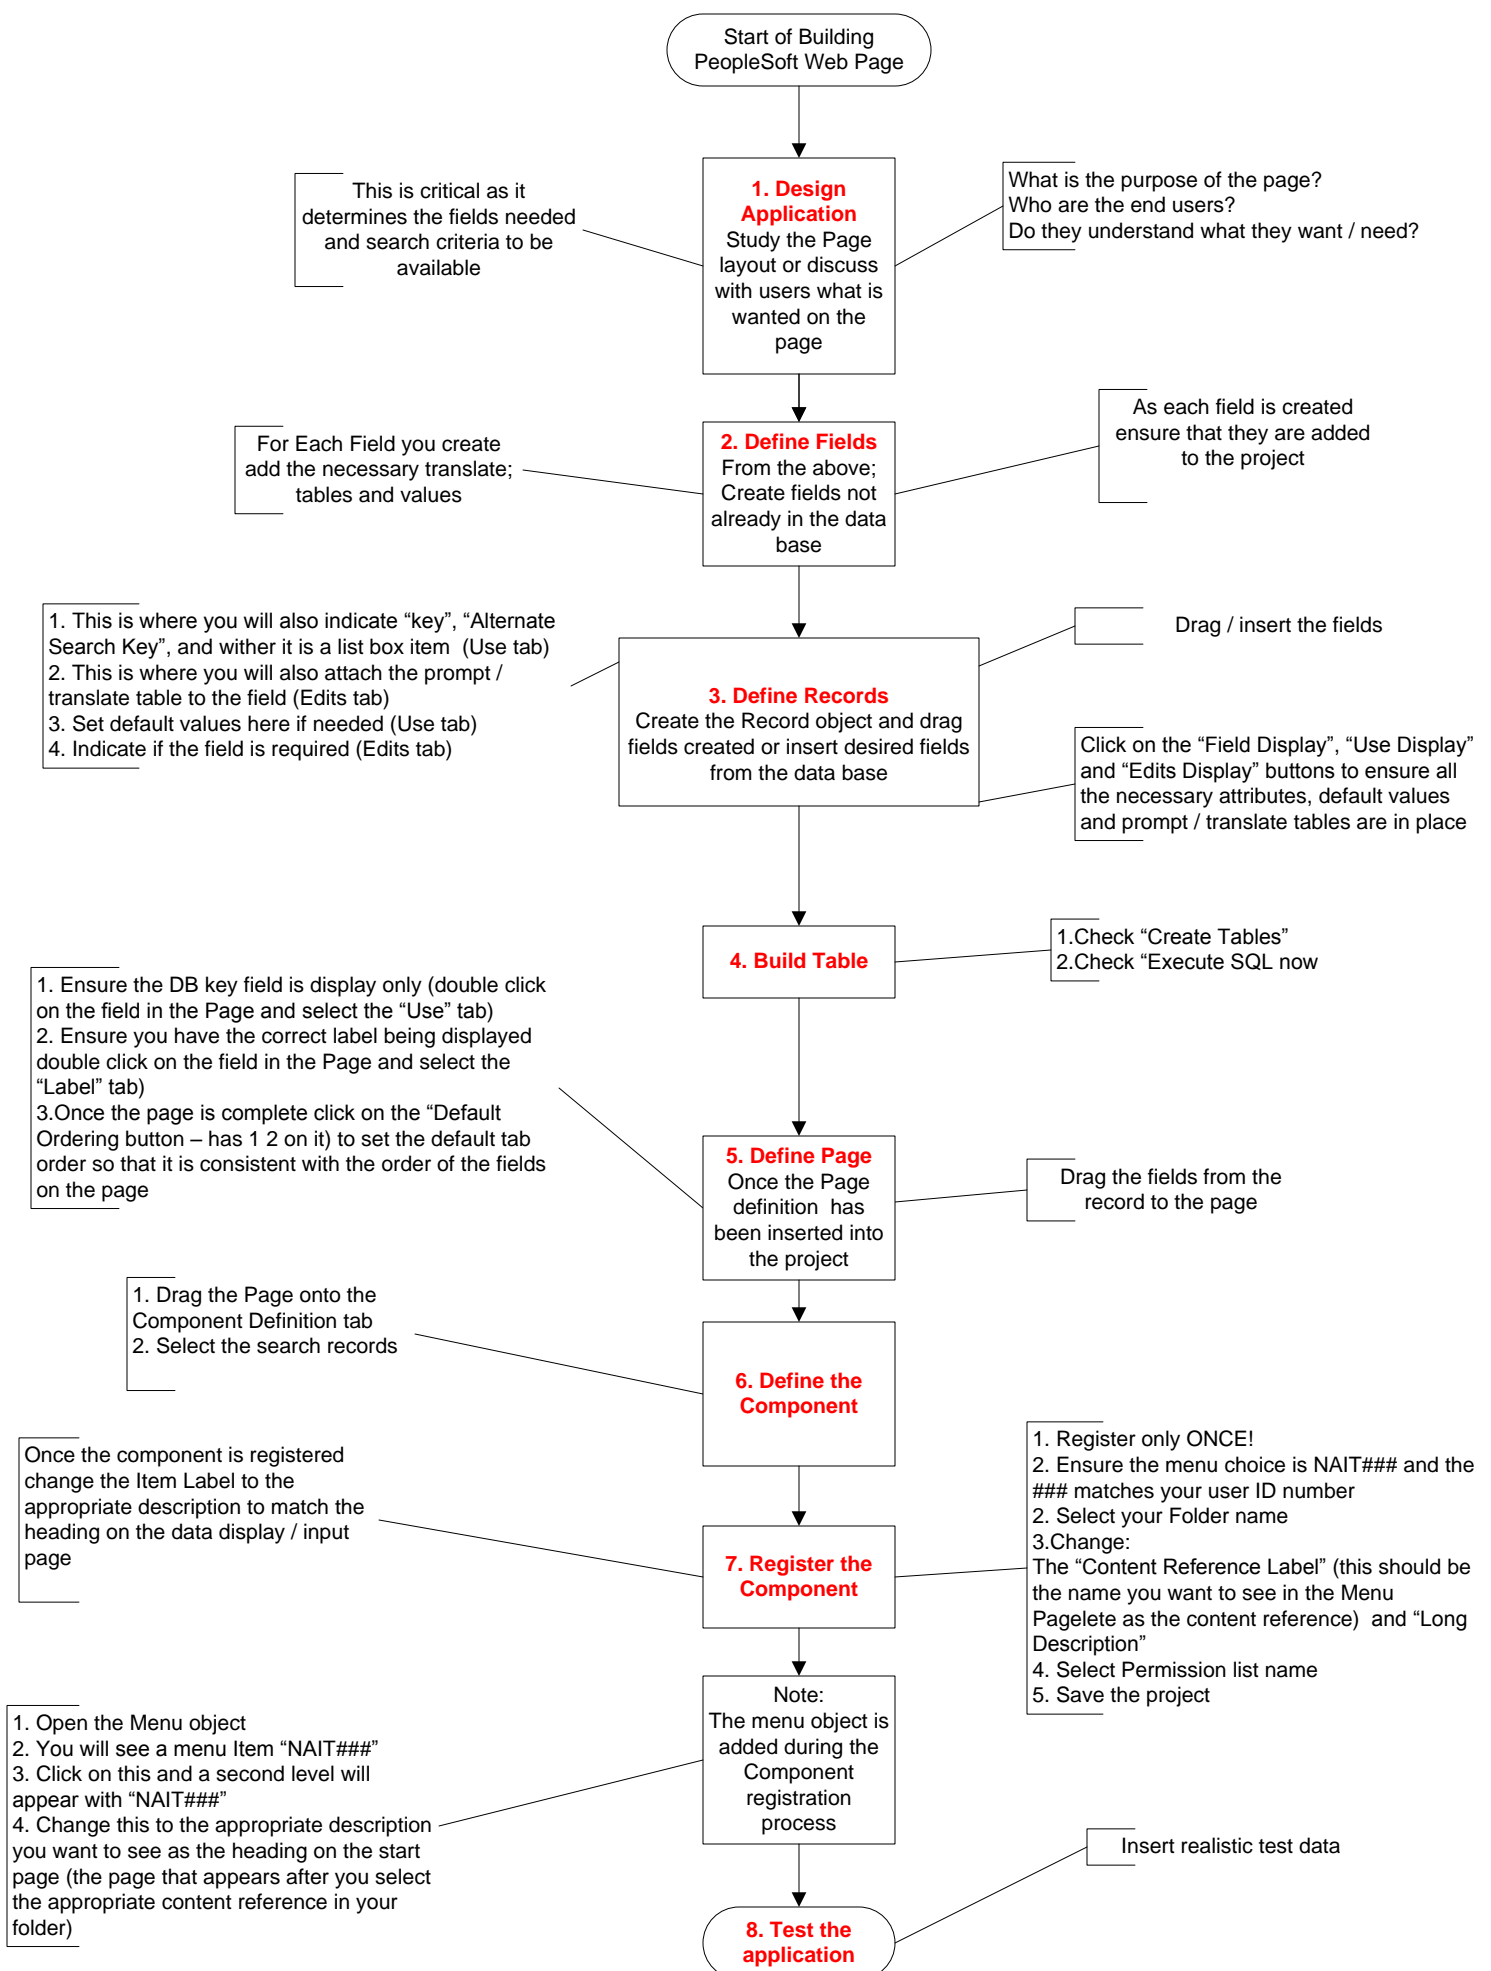 Start of Building
PeopleSoft Web Page
This is critical as it
determines the fields needed
and search criteria to be
available
1. Design
Application
Study the Page
layout or discuss
with users what is
wanted on the
page
What is the purpose of the page?
Who are the end users?
Do they understand what they want / need?
For Each Field you create
add the necessary translate;
tables and values
2. Define Fields
From the above;
Create fields not
already in the data
base
As each field is created
ensure that they are added
to the project
1. This is where you will also indicate “key”, “Alternate
Search Key”, and wither it is a list box item  (Use tab)
2. This is where you will also attach the prompt /
translate table to the field (Edits tab)
3. Set default values here if needed (Use tab)
4. Indicate if the field is required (Edits tab)
3. Define Records
Create the Record object and drag
fields created or insert desired fields
from the data base
Drag / insert the fields
Click on the “Field Display”, “Use Display”
and “Edits Display” buttons to ensure all
the necessary attributes, default values
and prompt / translate tables are in place
4. Build Table
1.Check “Create Tables”
2.Check “Execute SQL now
1. Ensure the DB key field is display only (double click
on the field in the Page and select the “Use” tab)
2. Ensure you have the correct label being displayed
double click on the field in the Page and select the
“Label” tab)
3.Once the page is complete click on the “Default
Ordering button – has 1 2 on it) to set the default tab
order so that it is consistent with the order of the fields
on the page
5. Define Page
Once the Page
definition  has
been inserted into
the project
Drag the fields from the
record to the page
1. Drag the Page onto the
Component Definition tab
2. Select the search records
6. Define the
Component
Once the component is registered
change the Item Label to the
appropriate description to match the
heading on the data display / input
page
7. Register the
Component
1. Register only ONCE!
2. Ensure the menu choice is NAIT### and the
### matches your user ID number
2. Select your Folder name
3.Change:
The “Content Reference Label” (this should be
the name you want to see in the Menu
Pagelete as the content reference)  and “Long
Description”
4. Select Permission list name
5. Save the project
Note:
The menu object is
added during the
Component
registration
process
1. Open the Menu object
2. You will see a menu Item “NAIT###”
3. Click on this and a second level will
appear with “NAIT###”
4. Change this to the appropriate description
you want to see as the heading on the start
page (the page that appears after you select
the appropriate content reference in your
folder)
Insert realistic test data
8. Test the
application